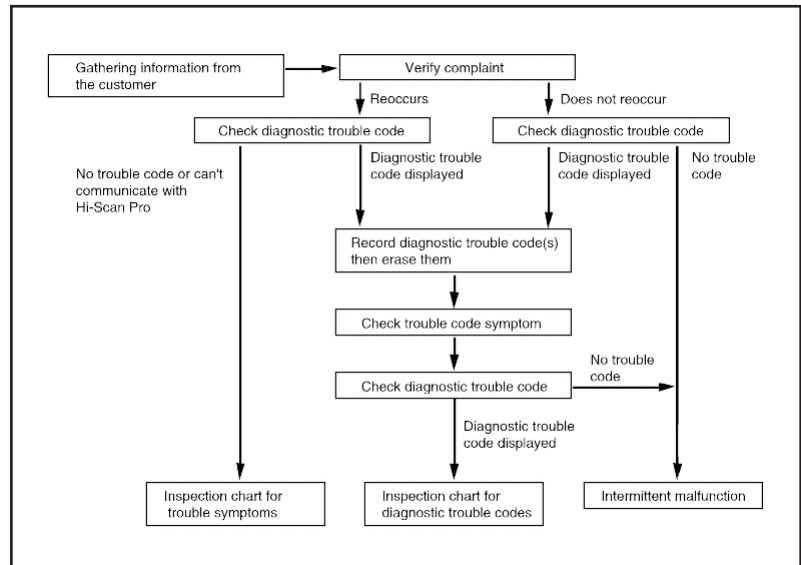 Gathering information from
the customer
Verify complaint
Reoccurs
Does not reoccur
Check diagnostic trouble code
Check diagnostic trouble code
No trouble code or can't
communicate with
Hi-Scan Pro
Diagnostic trouble
code displayed
Diagnostic trouble
code displayed
No trouble
code
Record diagnostic trouble code(s)
then erase them
Check trouble code symptom
Check diagnostic trouble code
No trouble
code
Diagnostic trouble
code displayed
Inspection chart for
trouble symptoms
Inspection chart for
diagnostic trouble codes
Intermittent malfunction